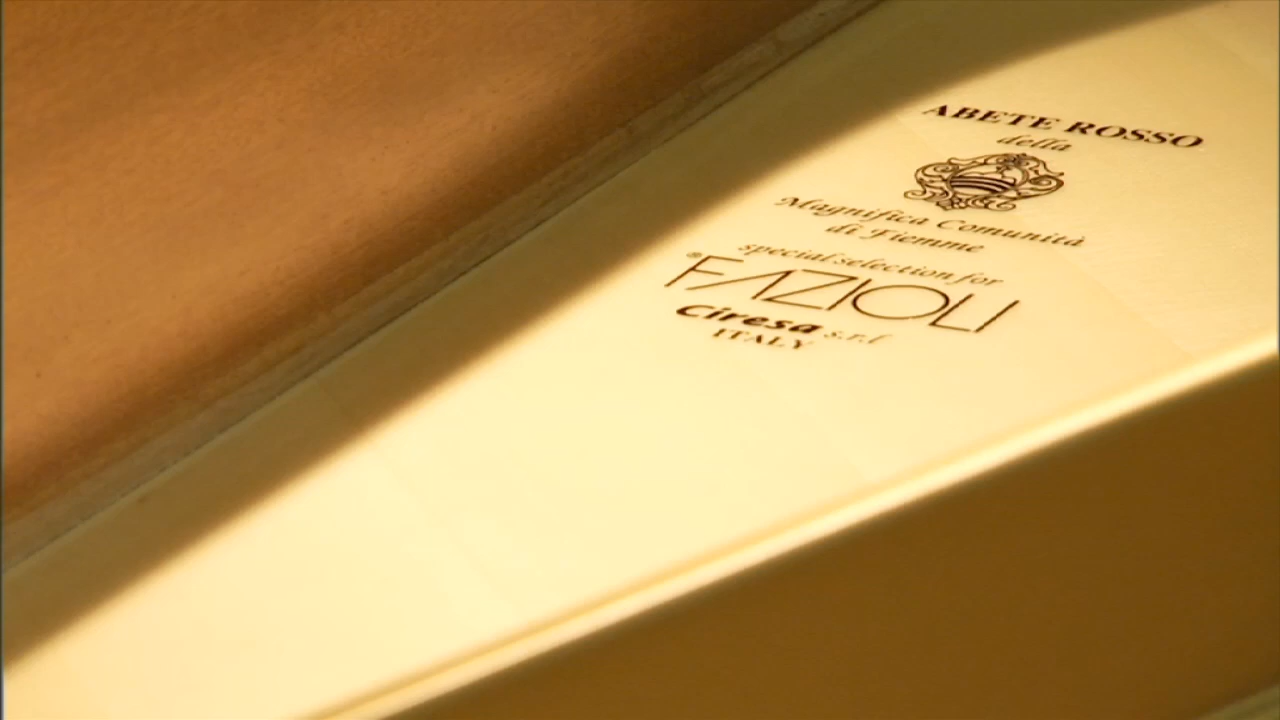 ABETE ROSSO
della
Magnifica Comunità
di Fiemme
special selection for
®FAZIOLI
Ciresa s.r.l
ITALY